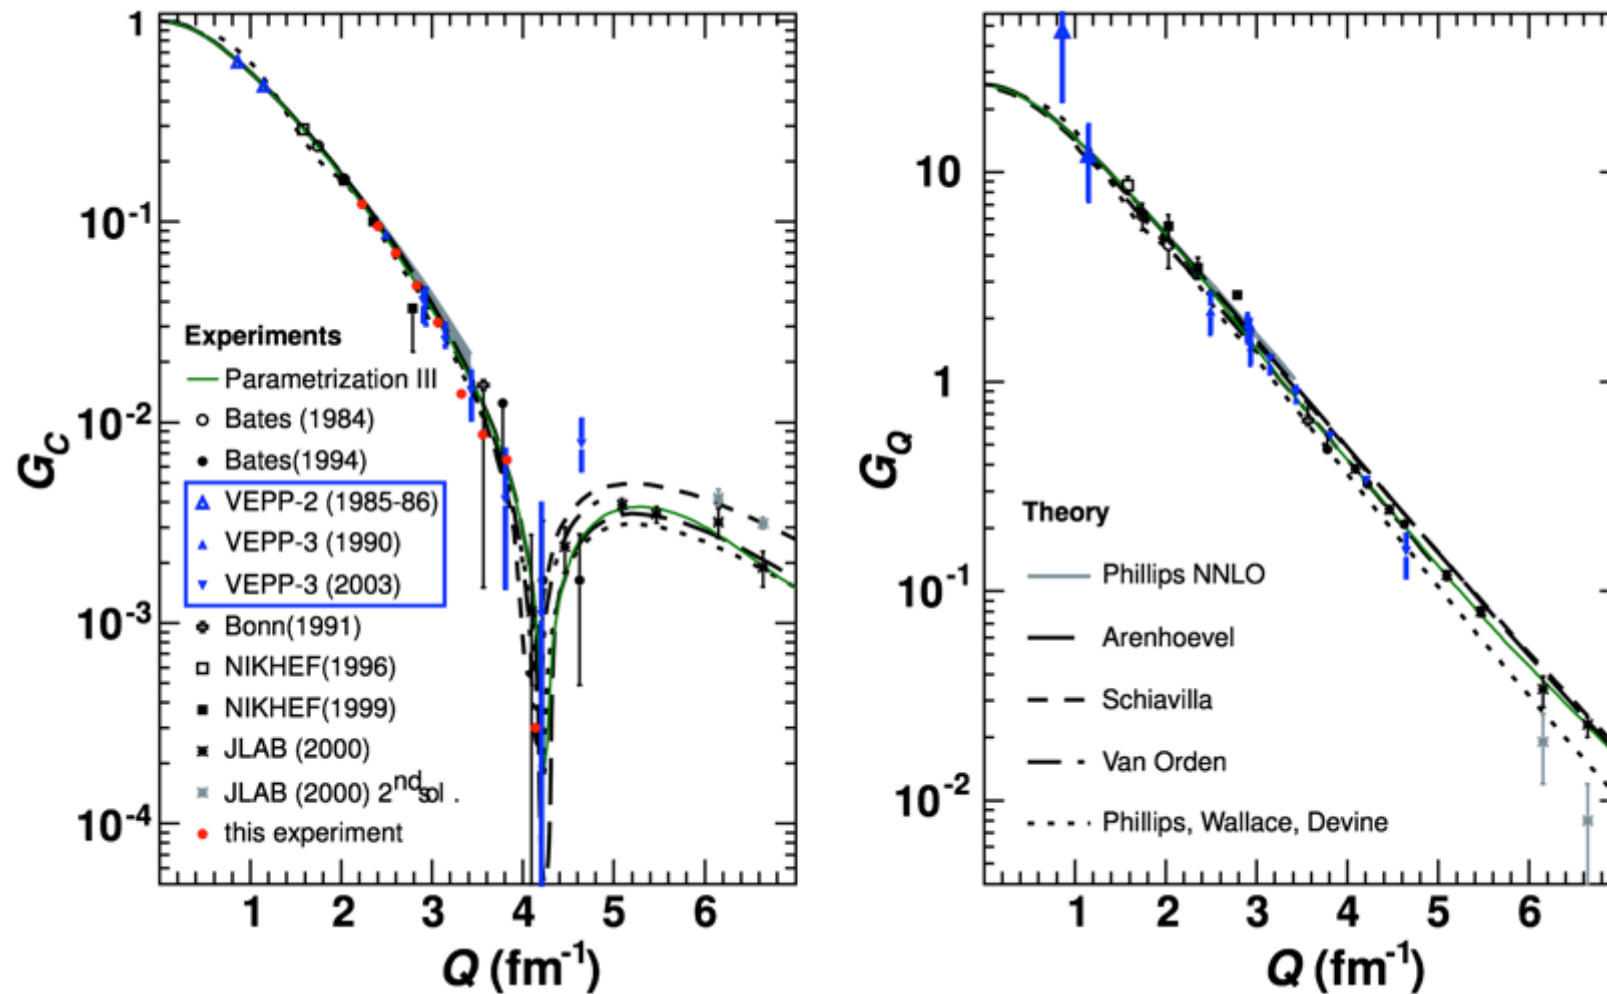 1
10-1
10-2
10-3
10-4
GC
Experiments
Parametrization III
Bates (1984)
Bates(1994)
VEPP-2 (1985-86)
VEPP-3 (1990)
VEPP-3 (2003)
Bonn(1991)
NIKHEF(1996)
NIKHEF(1999)
JLAB (2000)
JLAB (2000) 2nd sol .
this experiment
1 2 3 4 5 6
Q (fm-1)
10
1
10-1
10-2
GQ
Theory
Phillips NNLO
Arenhoevel
Schiavilla
Van Orden
Phillips, Wallace, Devine
1 2 3 4 5 6
Q (fm-1)